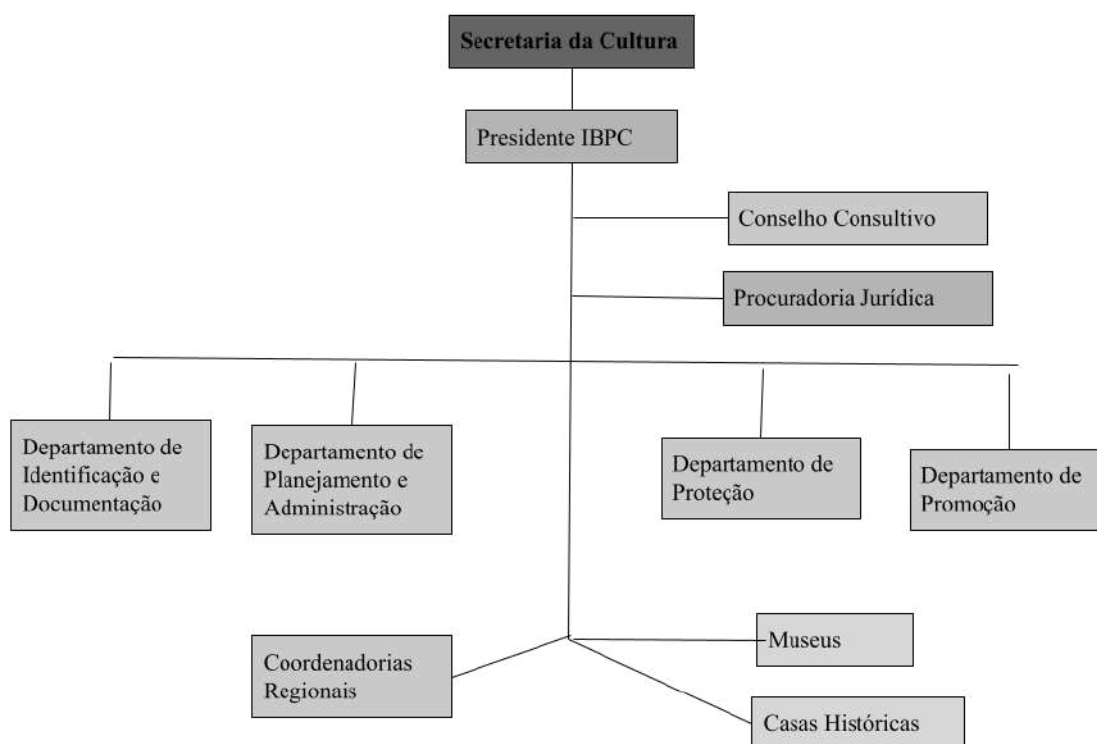 Secretaria da Cultura
Presidente IBPC
Conselho Consultivo
Procuradoria Jurídica
Departamento de
Identificação e
Documentação
Departamento de
Planejamento e
Administração
Departamento de
Proteção
Departamento de
Promoção
Coordenadorias
Regionais
Museus
Casas Históricas